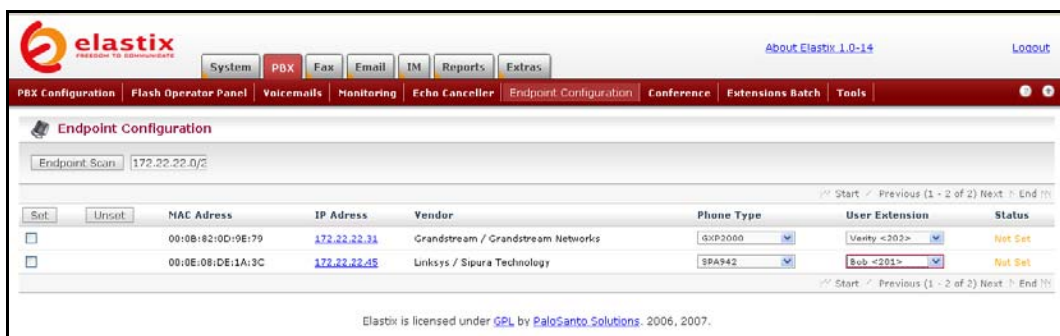 elastix
FREEDOM TO COMMUNICATE
System PBX Fax Email IM Reports Extras
About Elastix 1.0-14
Logout
PBX Configuration Flash Operator Panel Voicemails Monitoring Echo Canceller Endpoint Configuration Conference Extensions Batch Tools
Endpoint Configuration
Endpoint Scan 172.22.22.0/2
Start Previous (1 - 2 of 2) Next End
Set Unset MAC Adress IP Adress Vendor Phone Type User Extension Status
00:0B:82:0D:9E:79 172.22.22.31 Grandstream / Grandstream Networks GXP2000 Verity <202> Not Set
00:0E:08:DE:1A:3C 172.22.22.45 Linksys / Sipura Technology SPA942 Bob <201> Not Set
Start Previous (1 - 2 of 2) Next End
Elastix is licensed under GPL by PaloSanto Solutions. 2006, 2007.